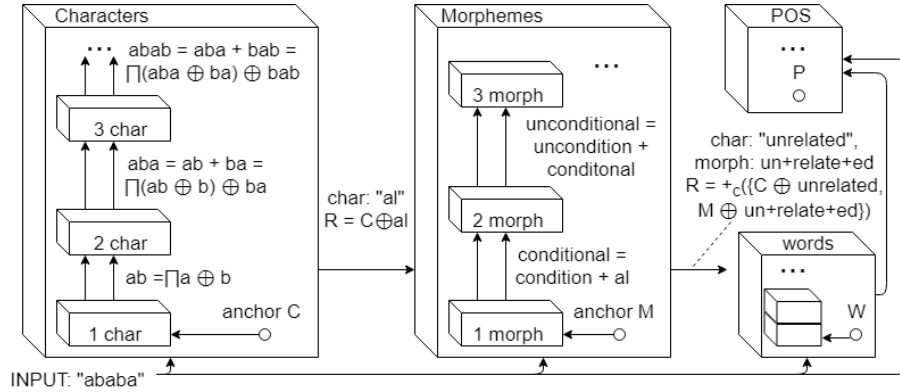 Characters
... abab = aba + bab =
∏(aba ⊕ ba) ⊕ bab
3 char
aba = ab + ba =
∏(ab ⊕ b) ⊕ ba
2 char
ab =∏a ⊕ b
1 char
anchor C
char: "al"
R = C⊕al
Morphemes
...
3 morph
unconditional =
uncondition +
conditonal
2 morph
conditional =
condition + al
1 morph
anchor M
POS
...
P
char: "unrelated",
morph: un+relate+ed
R = +c({C ⊕ unrelated,
M ⊕ un+relate+ed})
words
...
W
INPUT: "ababa"